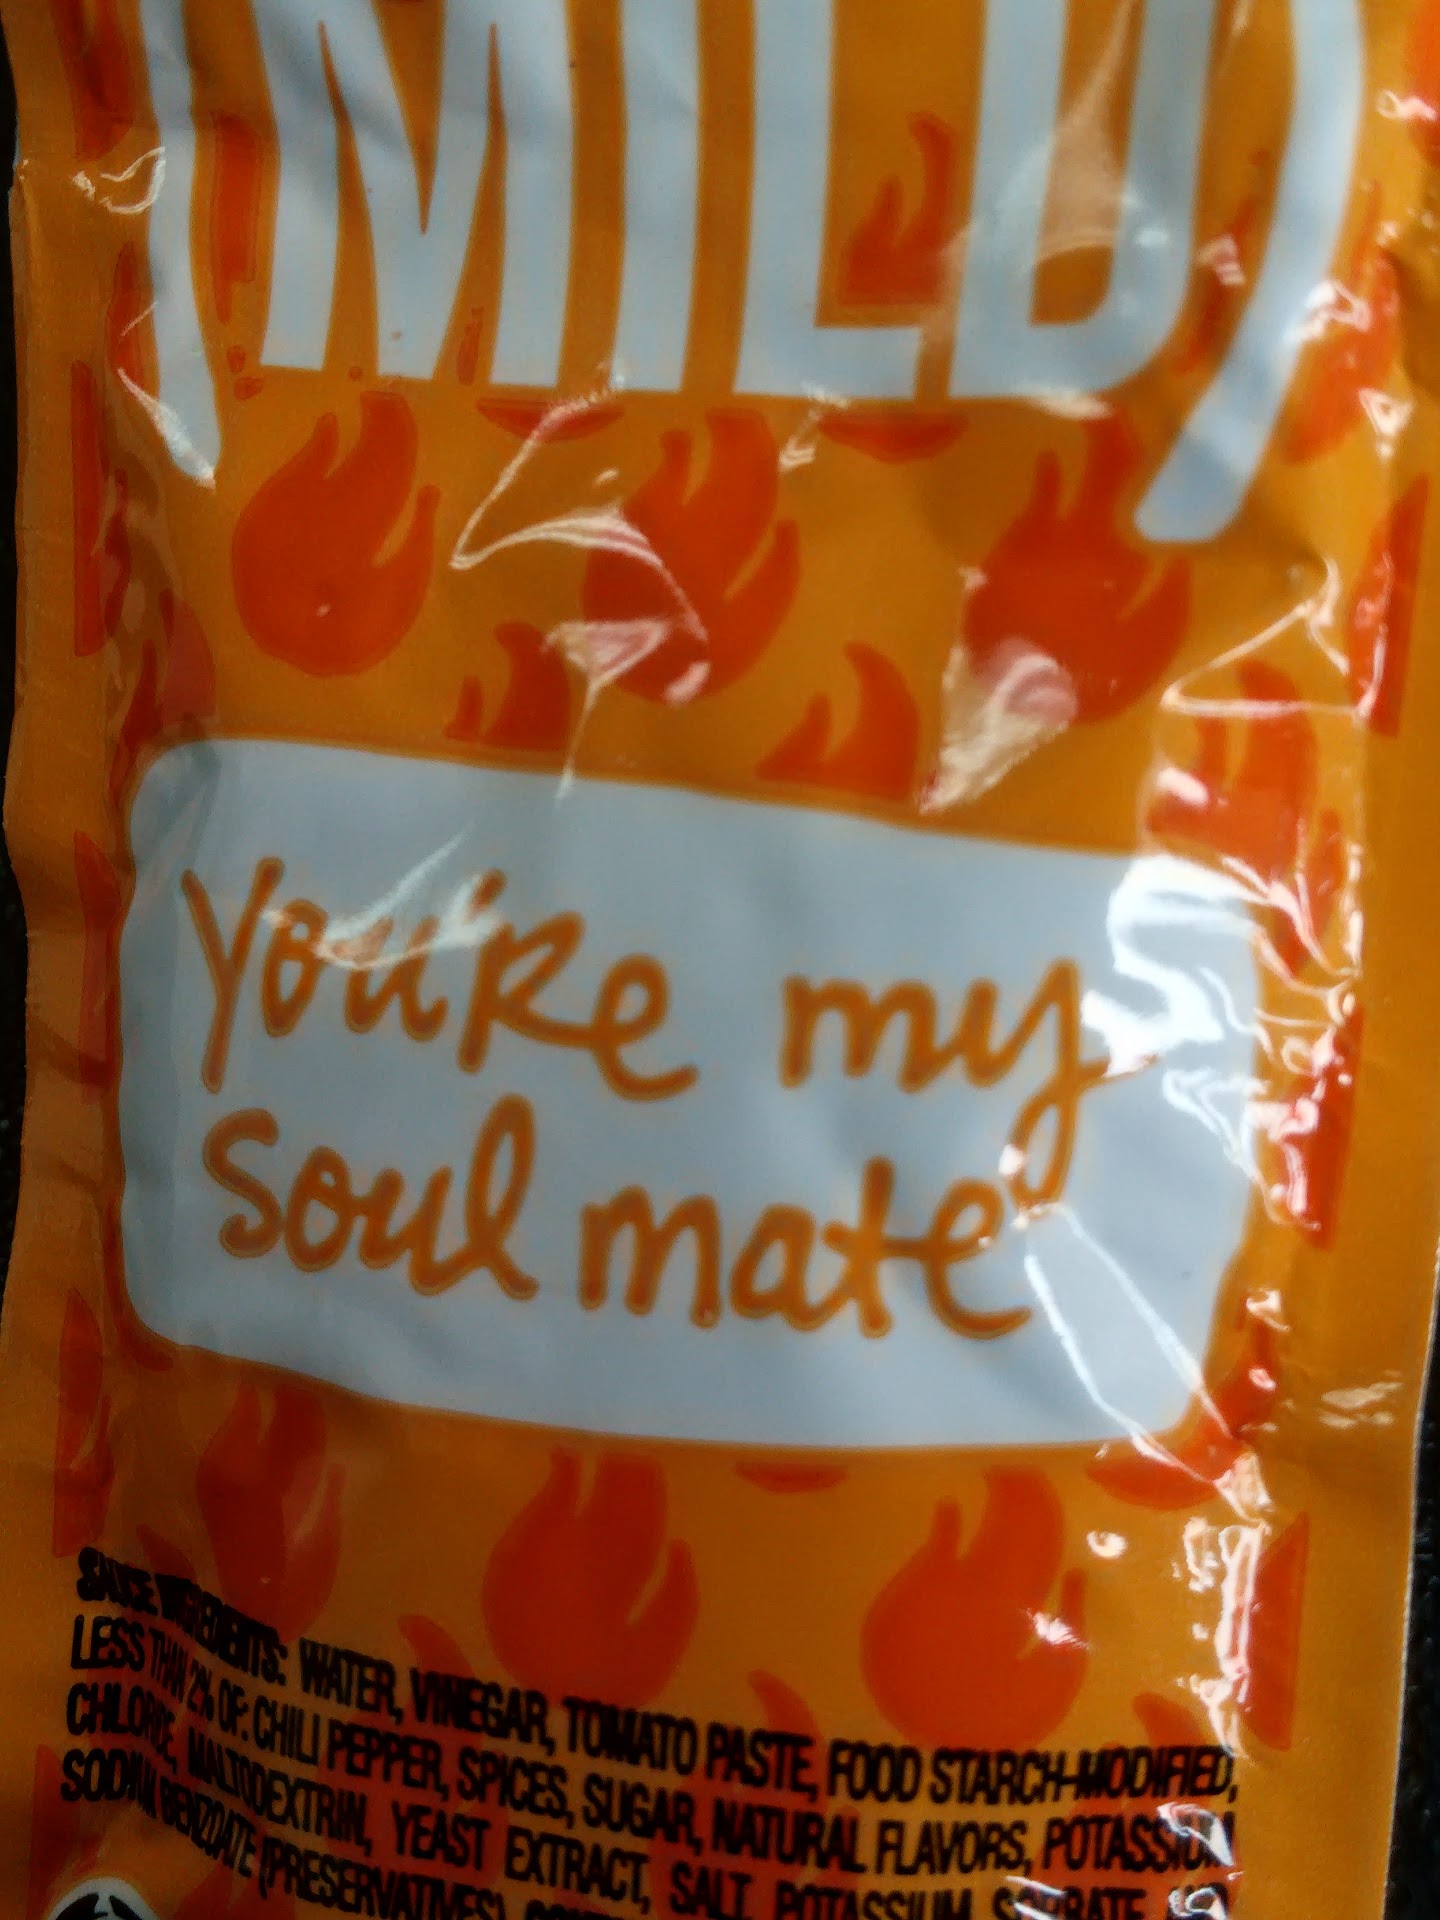 (MILD)
You're my
soul mate
SAUCE INGREDIENTS: WATER, VINEGAR, TOMATO PASTE, FOOD STARCH-MODIFIED,
LESS THAN 2% OF: CHILI PEPPER, SPICES, SUGAR, NATURAL FLAVORS, POTASSIUM
CHLORIDE, MALTODEXTRIN, YEAST EXTRACT, SALT, POTASSIUM SORBATE AND
SODIUM BENZOATE (PRESERVATIVES)